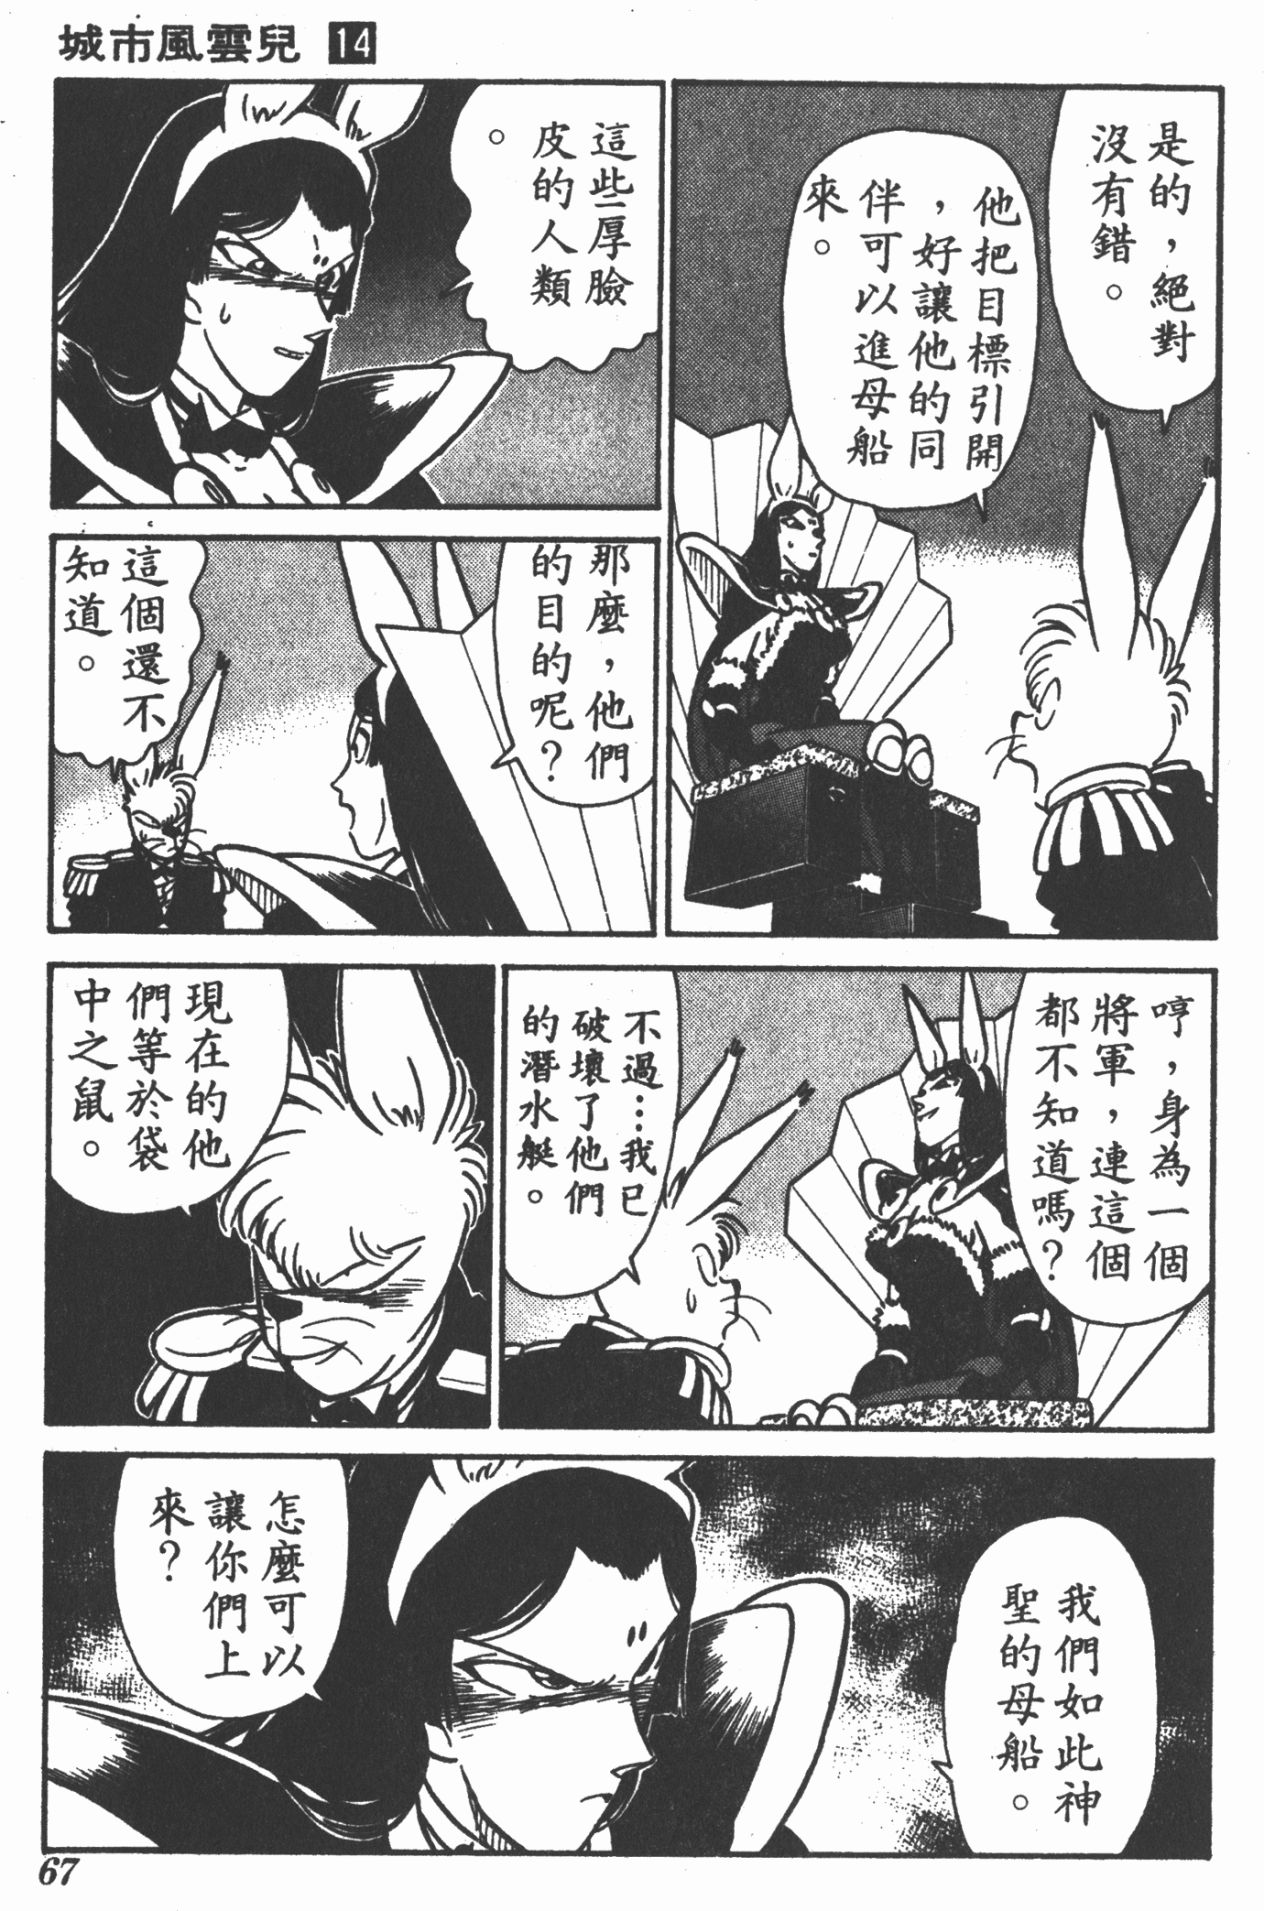 城市風雲兒 14
是的，絕對
沒有錯。
他把目標引開
，好讓他的同
伴可以進母船
來。
這些厚臉
皮的人類
。
那麼，他們
的目的呢？
這個還不
知道。
哼，身為一個
將軍，連這個
都不知道嗎？
不過…我已
破壞了他們
的潛水艇。
現在的他
們等於袋
中之鼠。
我們如此神
聖的母船。
怎麼可以
讓你們上
來？
67